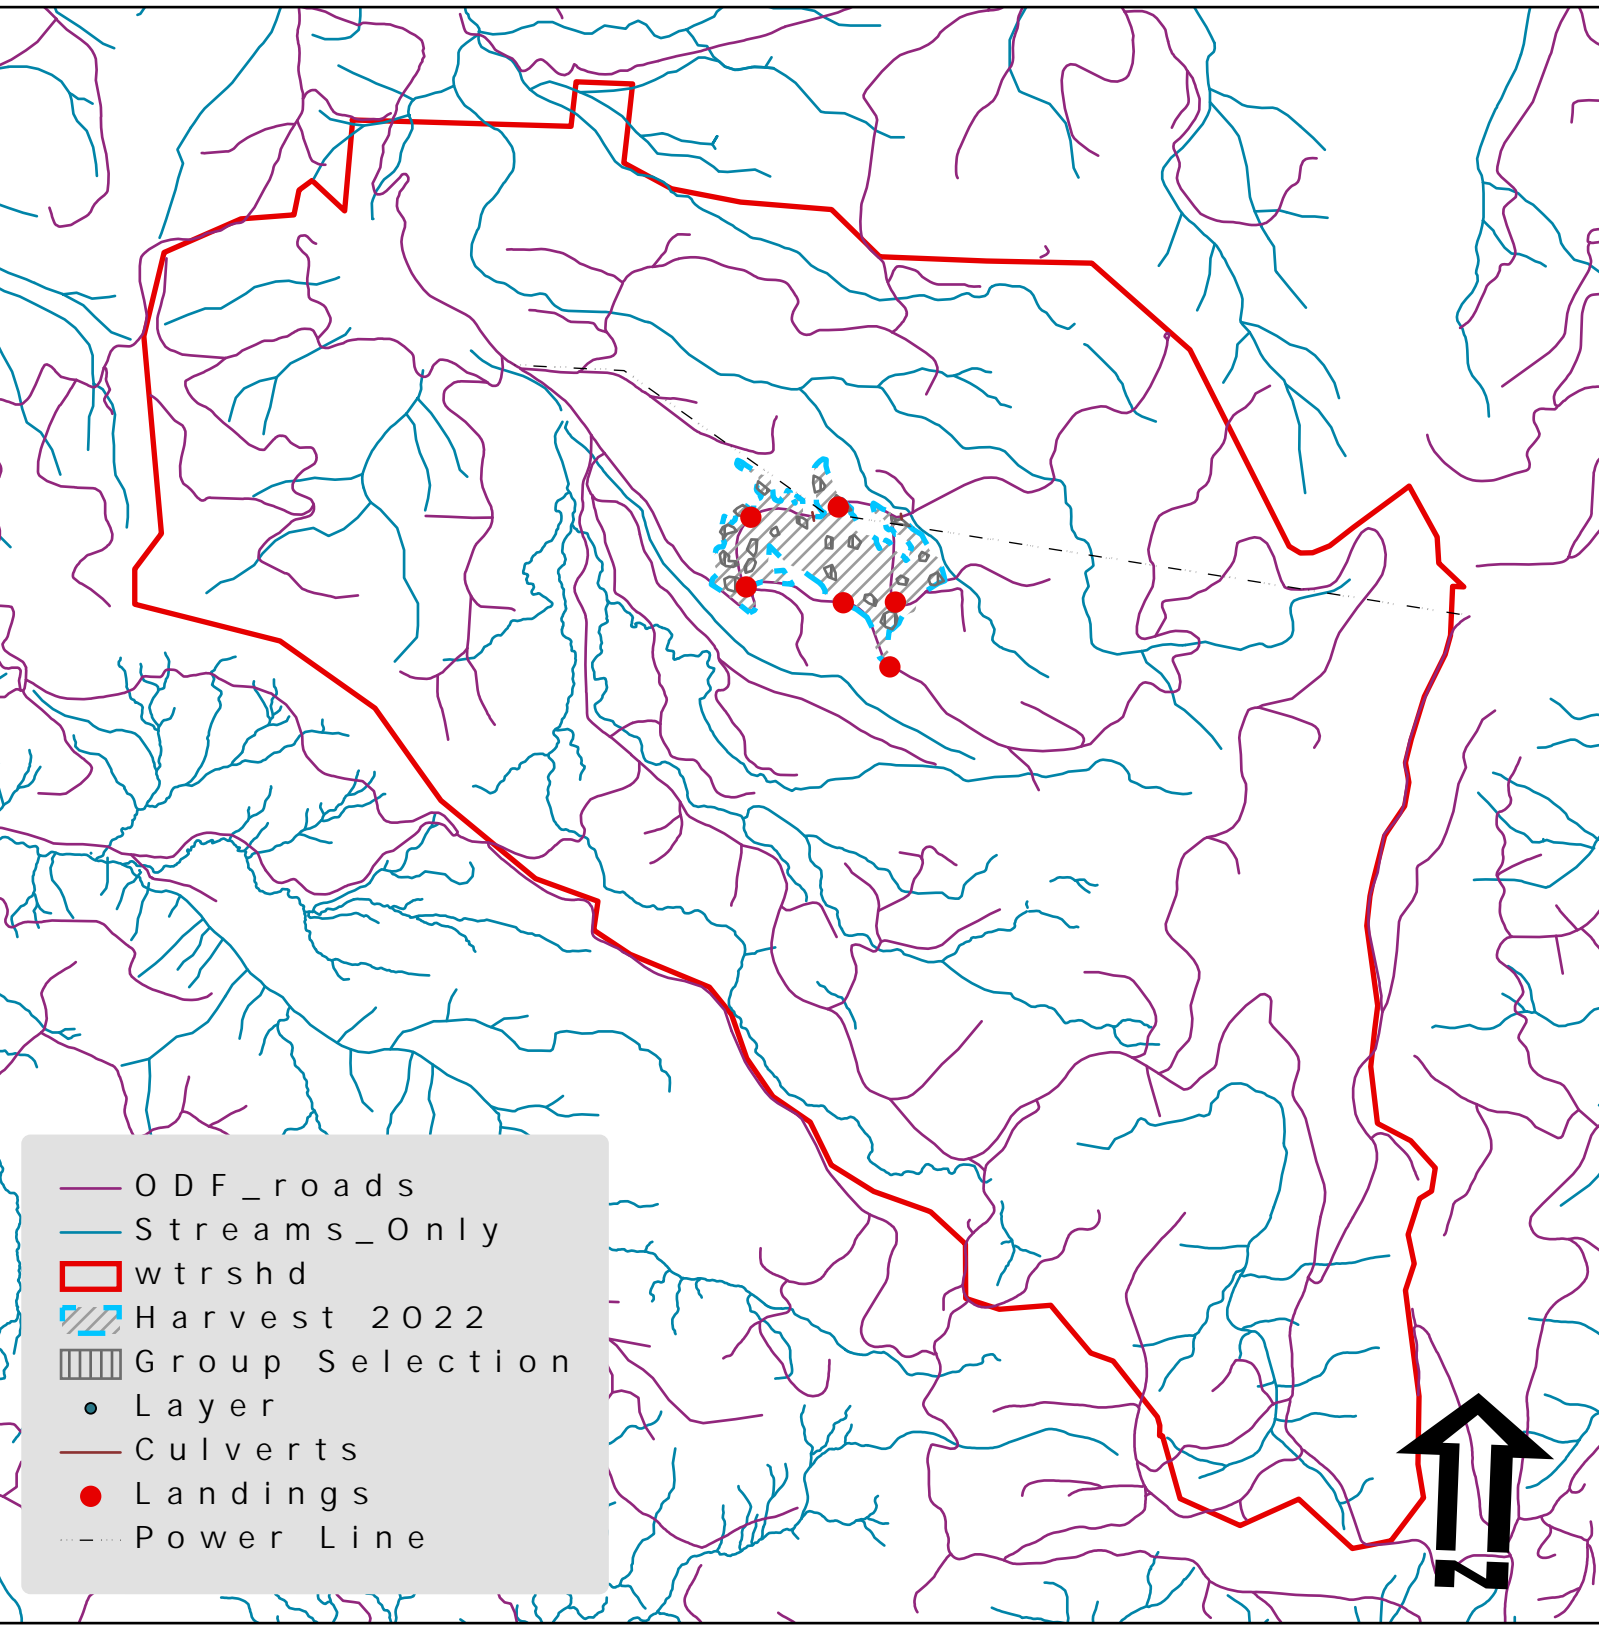 ODF_roads
Streams_Only
wtrshd
Harvest 2022
Group Selection
Layer
Culverts
Landings
Power Line
N